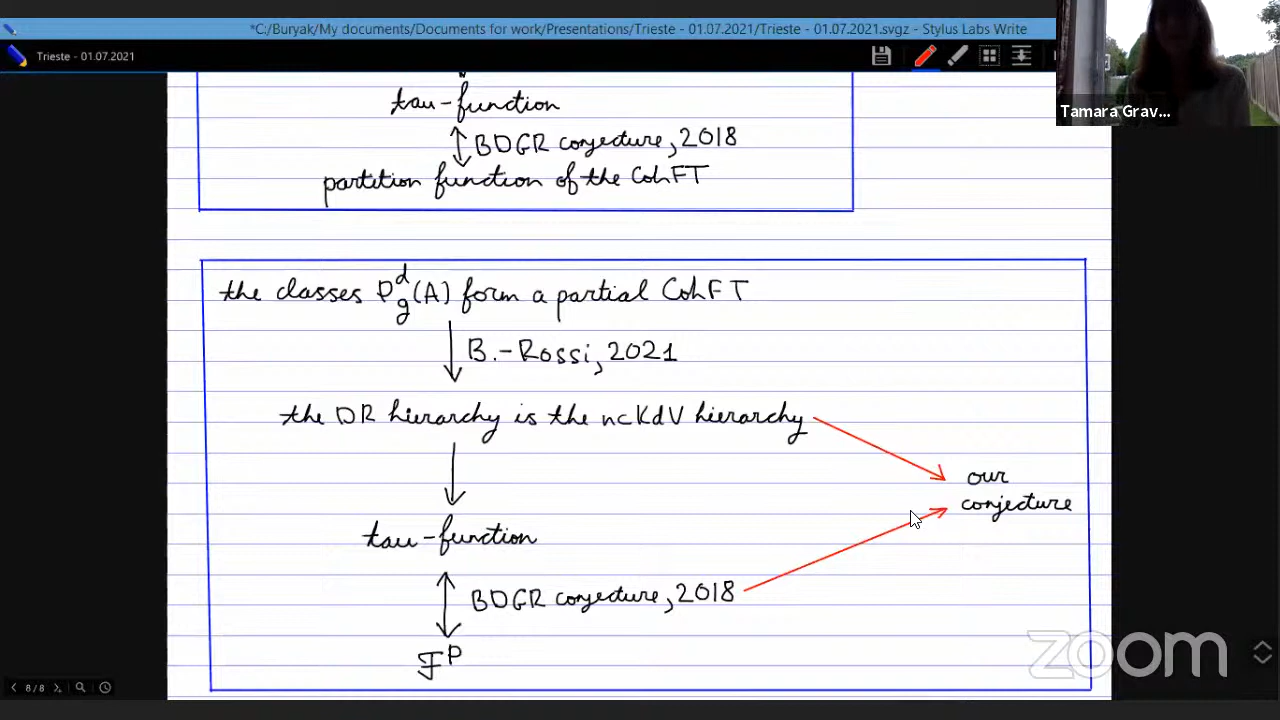 *C:/Buryak/My documents/Documents for work/Presentations/Trieste - 01.07.2021/Trieste - 01.07.2021.svgz - Stylus Labs Write
Trieste - 01.07.2021
Tamara Grav...
tau-function
BDGR conjecture, 2018
partition function of the CohFT
the classes P_g^d(A) form a partial CohFT
B.-Rossi, 2021
the DR hierarchy is the ncKdV hierarchy
our
conjecture
tau-function
BDGR conjecture, 2018
F^P
zoom
8/8